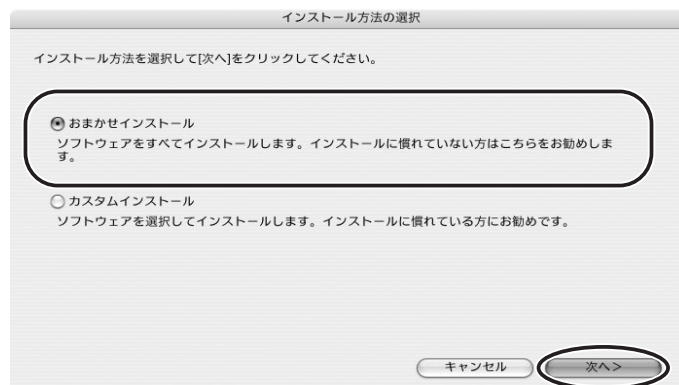 インストール方法の選択
インストール方法を選択して[次へ]をクリックしてください。
おまかせインストール
ソフトウェアをすべてインストールします。インストールに慣れていない方はこちらをお勧めしま
す。
カスタムインストール
ソフトウェアを選択してインストールします。インストールに慣れている方にお勧めです。
キャンセル 次へ＞